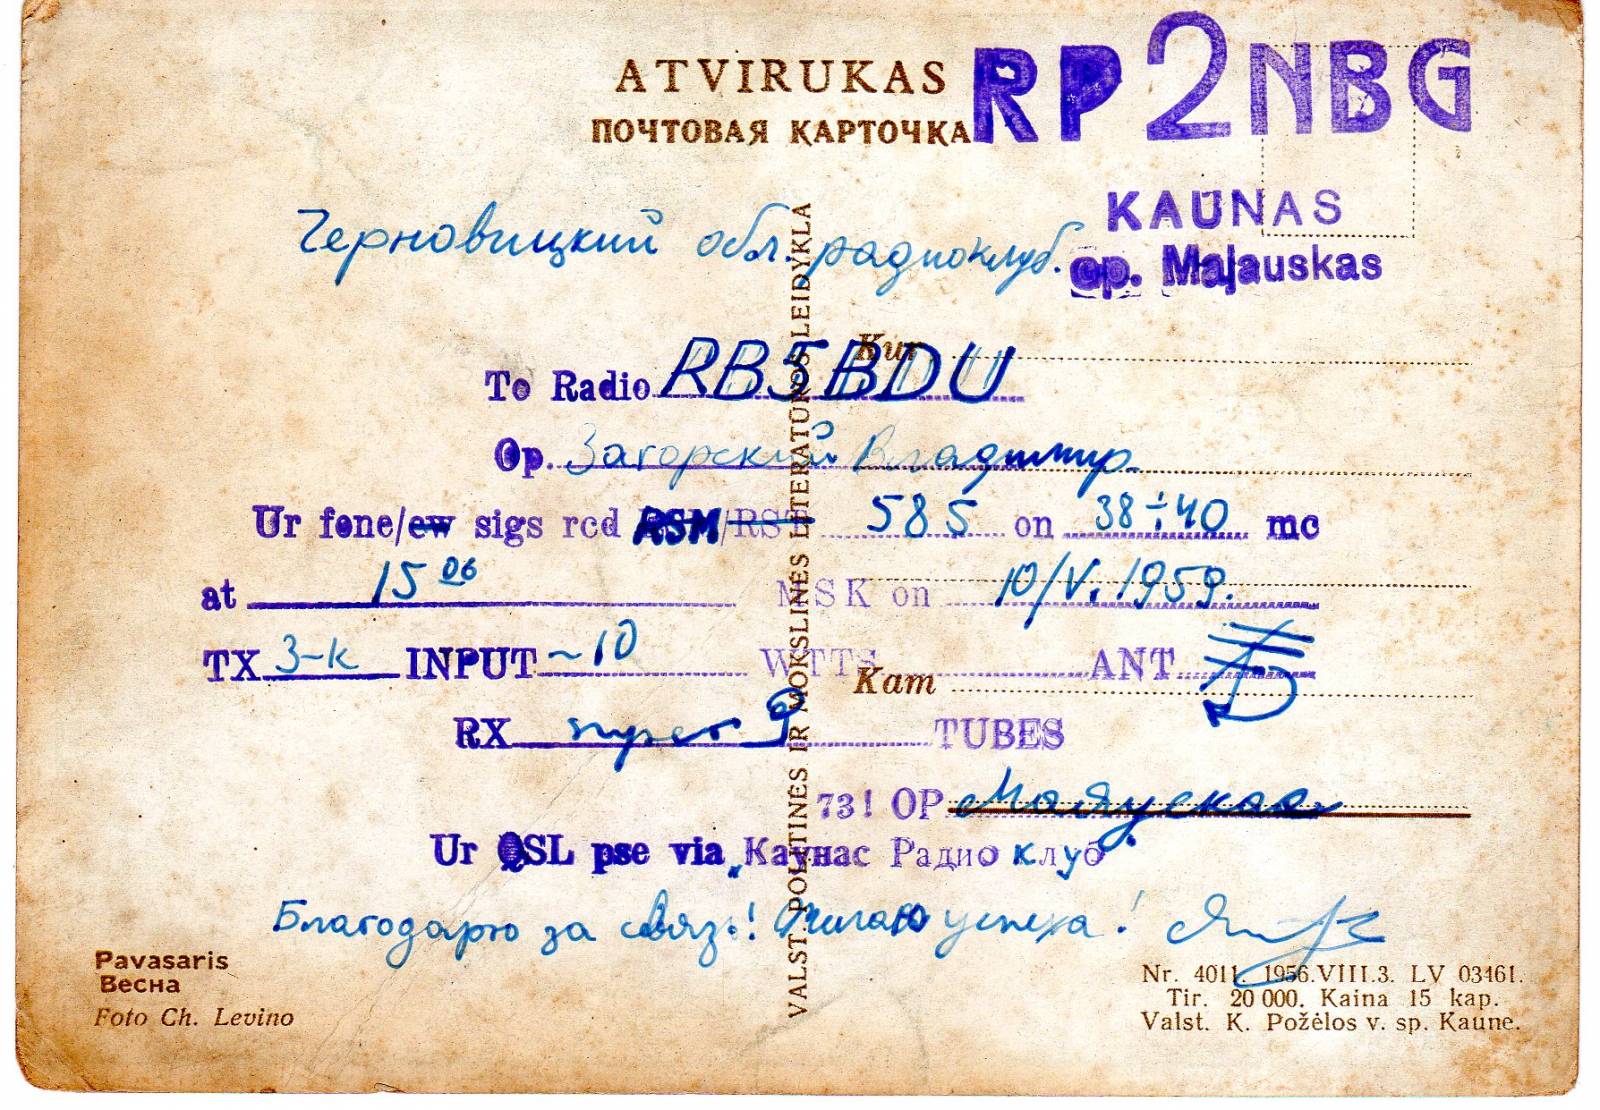 ATVIRUKAS
ПОЧТОВАЯ КАРТОЧКА
RP2NBG
KAUNAS
op. Majauskas
Черновицкий обл. радиоклуб.
Kur
To Radio RB5BDU
Op. Загорский Владимир
Ur fone/cw sigs rcd RSM/RST 585 on 38÷40 mc
at 15 06 MSK on 10/V.1959.
TX 3-k INPUT ~10 WTTS ANT
Kam
RX супер 9 TUBES
73! OP Маяускас
Ur QSL pse via „Каунас Радио клуб"
Благодарю за связь! Желаю успеха!
VALST. POLITINĖS IR MOKSLINĖS LITERATŪROS LEIDYKLA
Pavasaris
Весна
Foto Ch. Levino
Nr. 4011. 1956.VIII.3. LV 03461.
Tir. 20 000. Kaina 15 kap.
Valst. K. Poželos v. sp. Kaune.